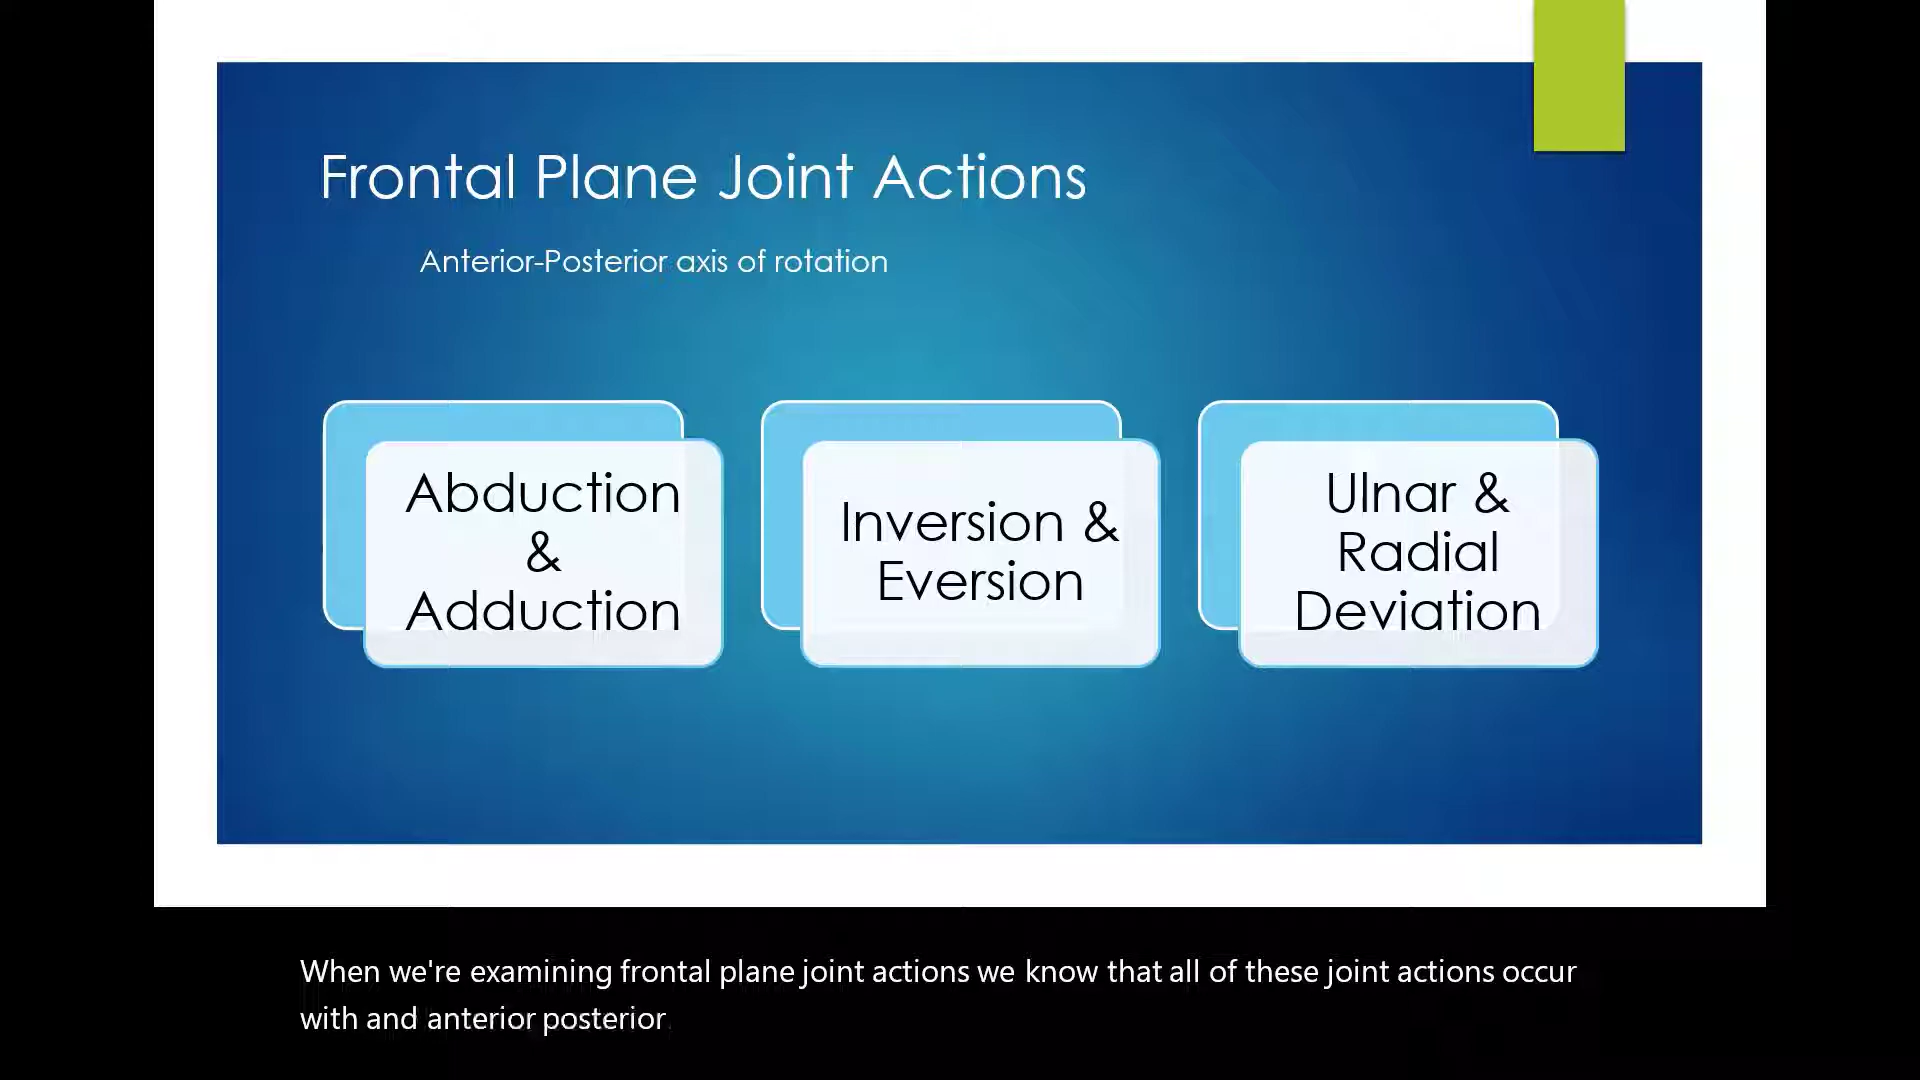 Frontal Plane Joint Actions
Anterior-Posterior axis of rotation
Abduction
&
Adduction
Inversion &
Eversion
Ulnar &
Radial
Deviation
When we're examining frontal plane joint actions we know that all of these joint actions occur
with and anterior posterior